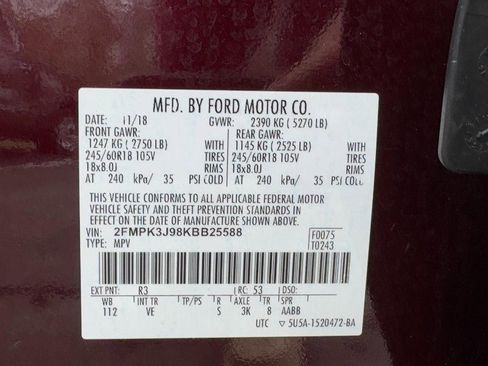 MFD. BY FORD MOTOR CO.
DATE: 11/18 GVWR: 2390 KG ( 5270 LB)
FRONT GAWR: REAR GAWR:
1247 KG ( 2750 LB) 1145 KG ( 2525 LB)
245/60R18 105V TIRES 245/60R18 105V TIRES
18x8.0J RIMS 18x8.0J RIMS
AT 240 kPa/ 35 PSI COLD AT 240 kPa/ 35 PSI COLD
THIS VEHICLE CONFORMS TO ALL APPLICABLE FEDERAL MOTOR
VEHICLE SAFETY AND THEFT PREVENTION STANDARDS IN
EFFECT ON THE DATE OF MANUFACTURE SHOWN ABOVE.
VIN: 2FMPK3J98KBB25588 F0075
TYPE: MPV T0243
EXT PNT: R3 RC: 53 DSO:
WB INT TR TP/PS R AXLE TR SPR
112 VE S 3K 8 AABB
UTC ▽ 5U5A-1520472-BA